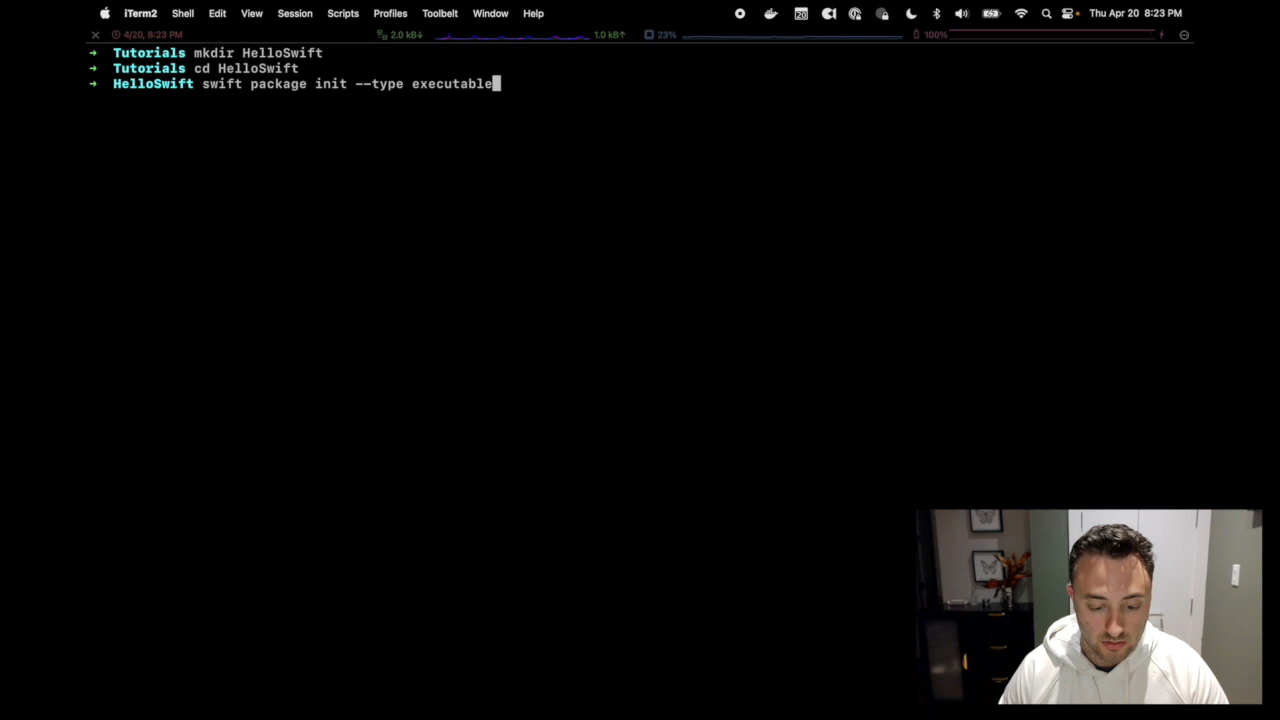 iTerm2 Shell Edit View Session Scripts Profiles Toolbelt Window Help 20 Thu Apr 20 8:23 PM
4/20, 8:23 PM 2.0 kB↓ 1.0 kB↑ 23% 100%
➜ Tutorials mkdir HelloSwift
➜ Tutorials cd HelloSwift
➜ HelloSwift swift package init --type executable